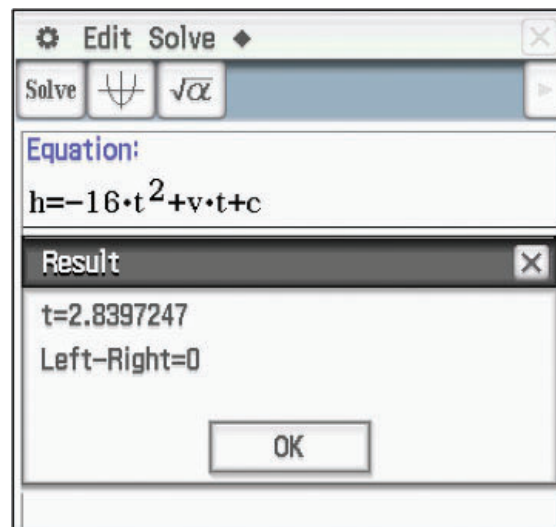 Edit Solve
Solve √α
Equation:
h=−16·t²+v·t+c
Result
t=2.8397247
Left−Right=0
OK